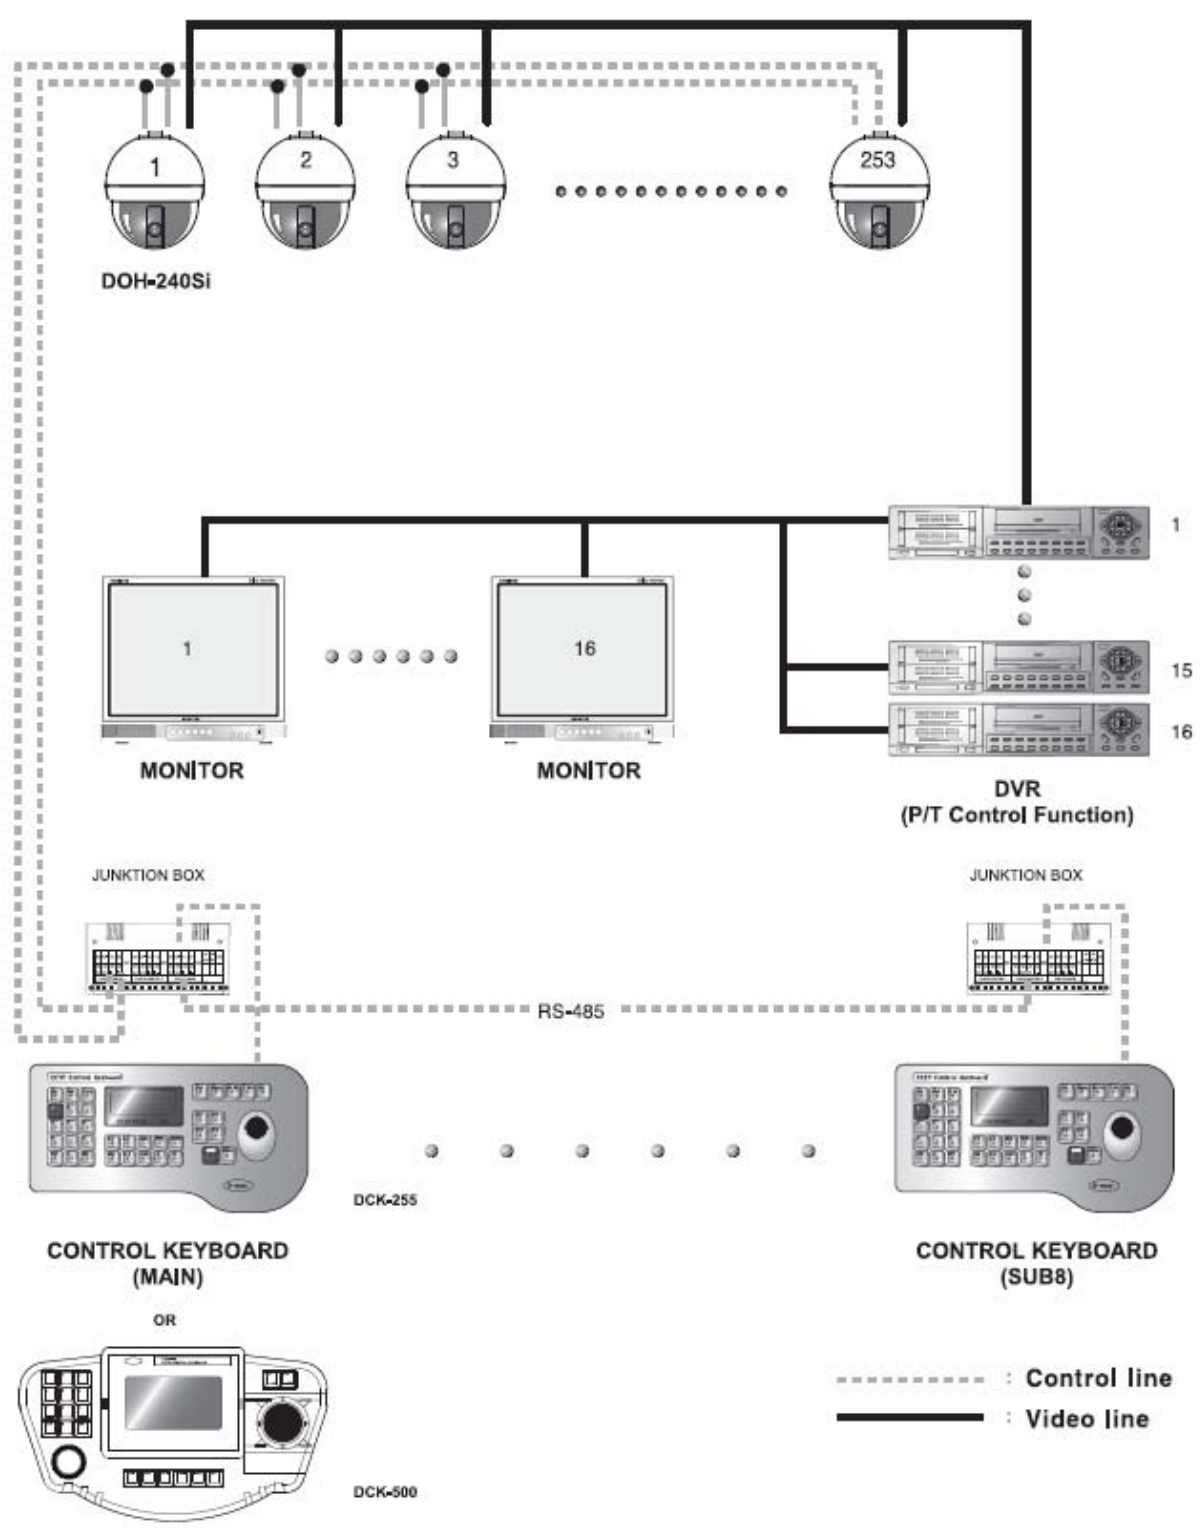 1
2
3
253
DOH-240Si
1
1
16
15
16
MONITOR
MONITOR
DVR
(P/T Control Function)
JUNKTION BOX
JUNKTION BOX
RS-485
DCK-255
CONTROL KEYBOARD
(MAIN)
CONTROL KEYBOARD
(SUB8)
OR
: Control line
: Video line
DCK-500